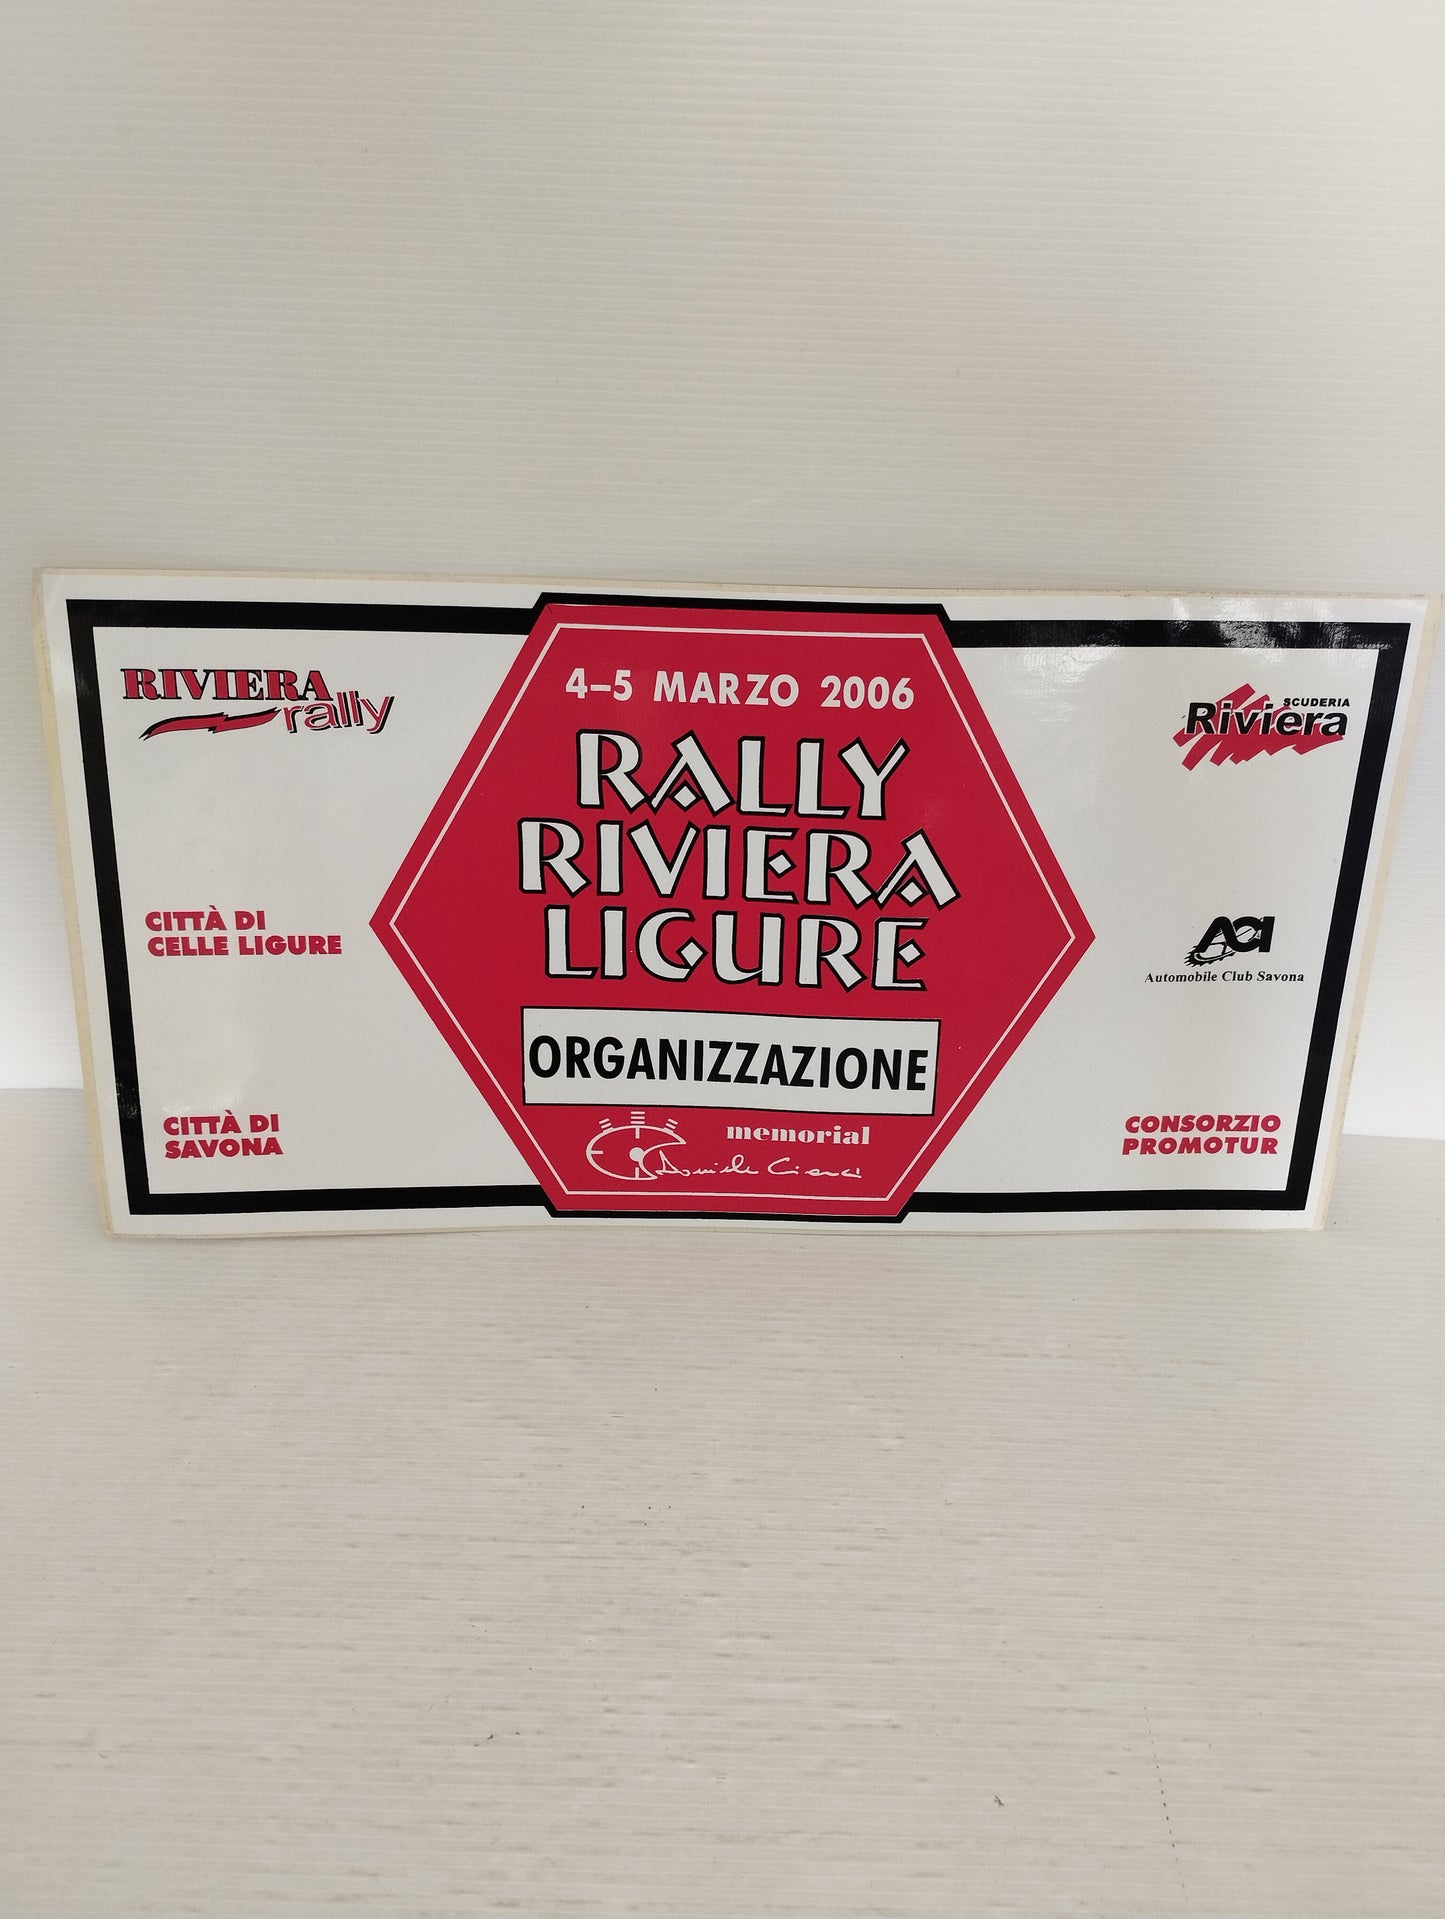 RIVIERA
rally
CITTÀ DI
CELLE LIGURE
CITTÀ DI
SAVONA
4-5 MARZO 2006
RALLY
RIVIERA
LIGURE
ORGANIZZAZIONE
memorial
SCUDERIA
Riviera
ACI
Automobile Club Savona
CONSORZIO
PROMOTUR